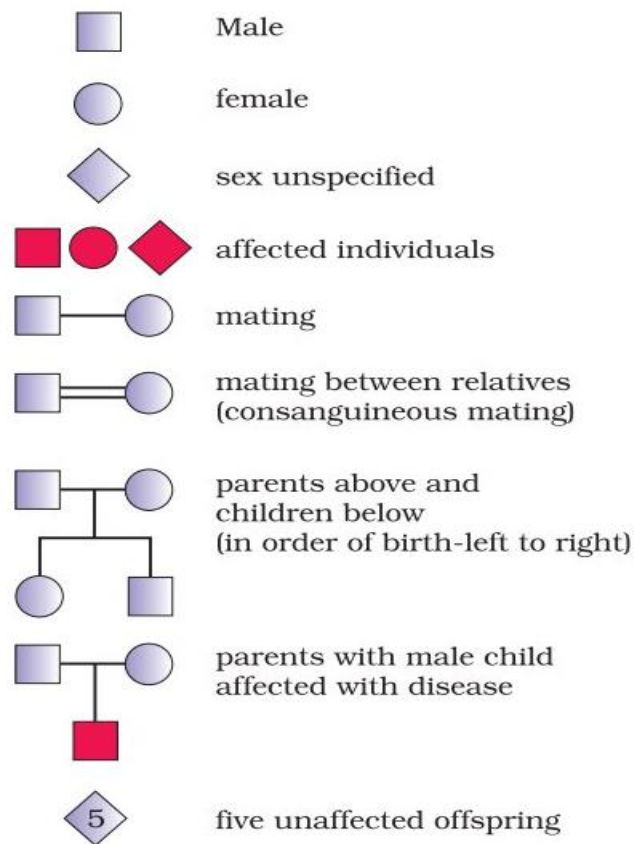 Male
female
sex unspecified
affected individuals
mating
mating between relatives
(consanguineous mating)
parents above and
children below
(in order of birth-left to right)
parents with male child
affected with disease
5 five unaffected offspring